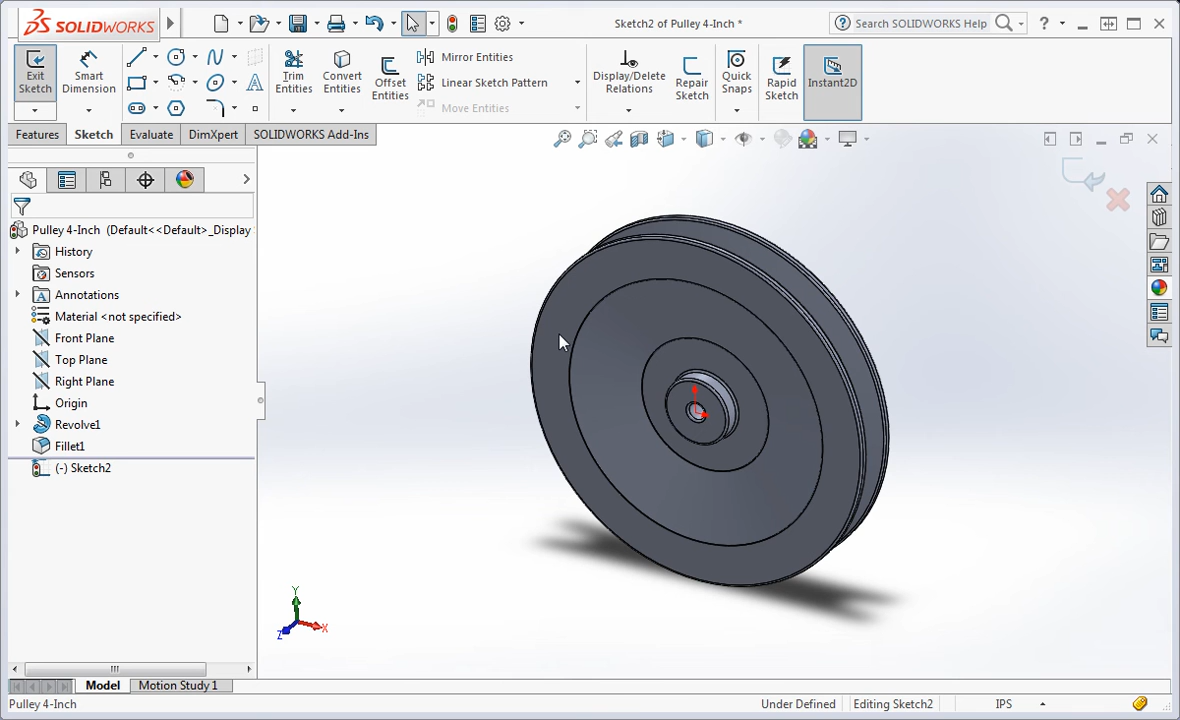 SOLIDWORKS
Sketch2 of Pulley 4-Inch *
Search SOLIDWORKS Help
?
Exit Sketch
Smart Dimension
Trim Entities
Convert Entities
Offset Entities
Mirror Entities
Linear Sketch Pattern
Move Entities
Display/Delete Relations
Repair Sketch
Quick Snaps
Rapid Sketch
Instant2D
Features Sketch Evaluate DimXpert SOLIDWORKS Add-Ins
Pulley 4-Inch (Default<<Default>_Display
History
Sensors
Annotations
Material <not specified>
Front Plane
Top Plane
Right Plane
Origin
Revolve1
Fillet1
(-) Sketch2
Y
X
Z
Model Motion Study 1
Pulley 4-Inch Under Defined Editing Sketch2 IPS